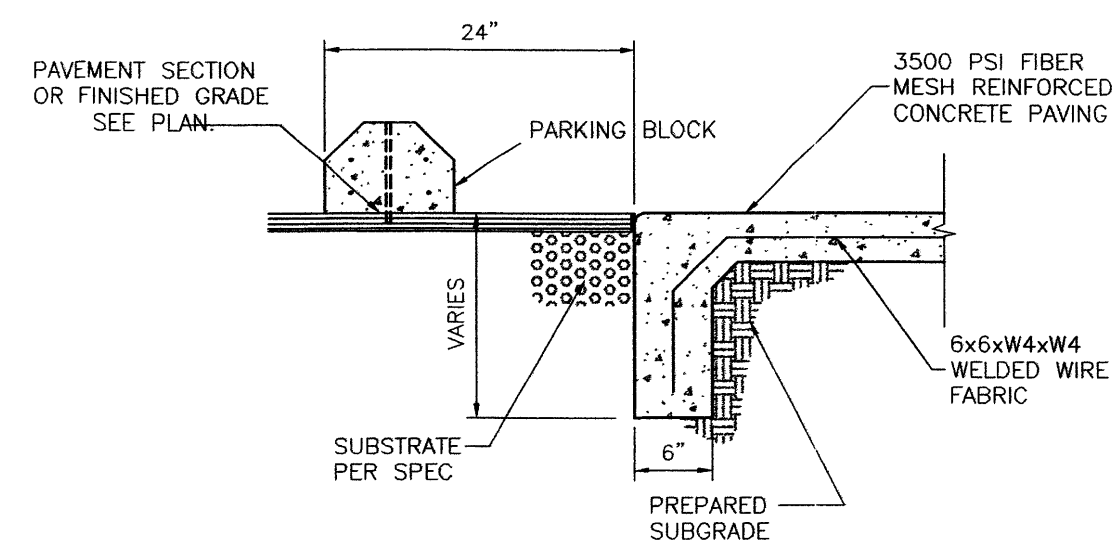 24"
PAVEMENT SECTION
OR FINISHED GRADE
SEE PLAN.
PARKING BLOCK
3500 PSI FIBER
MESH REINFORCED
CONCRETE PAVING
VARIES
6x6xW4xW4
WELDED WIRE
FABRIC
SUBSTRATE
PER SPEC
6"
PREPARED
SUBGRADE